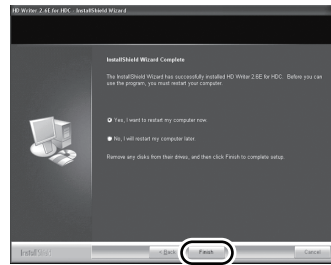 HD Writer 2.6E for HDC - InstallShield Wizard
InstallShield Wizard Complete
The InstallShield Wizard has successfully installed HD Writer 2.6E for HDC. Before you can
use the program, you must restart your computer.
Yes, I want to restart my computer now.
No, I will restart my computer later.
Remove any disks from their drives, and then click Finish to complete setup.
InstallShield
< Back
Finish
Cancel